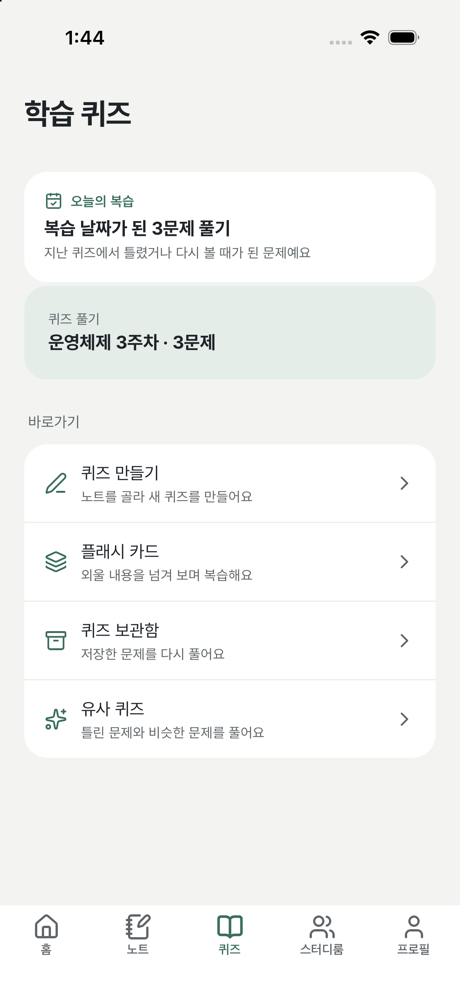 1:44
학습 퀴즈
오늘의 복습
복습 날짜가 된 3문제 풀기
지난 퀴즈에서 틀렸거나 다시 볼 때가 된 문제예요
퀴즈 풀기
운영체제 3주차 · 3문제
바로가기
퀴즈 만들기
노트를 골라 새 퀴즈를 만들어요
플래시 카드
외울 내용을 넘겨 보며 복습해요
퀴즈 보관함
저장한 문제를 다시 풀어요
유사 퀴즈
틀린 문제와 비슷한 문제를 풀어요
홈 노트 퀴즈 스터디룸 프로필